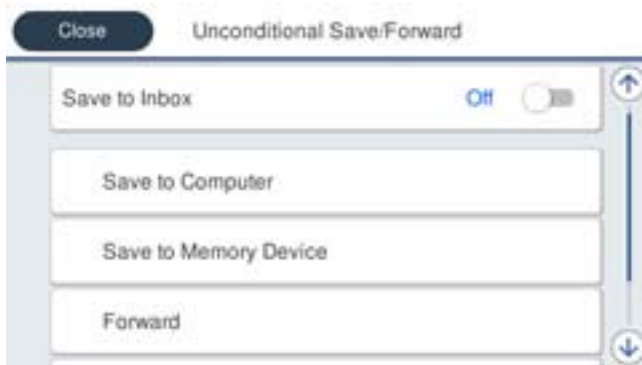 Close
Unconditional Save/Forward
Save to Inbox
Off
Save to Computer
Save to Memory Device
Forward